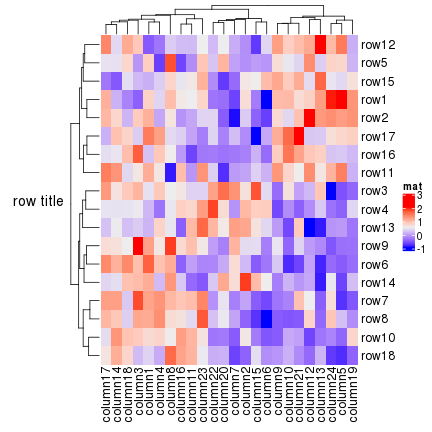 row title
row12
row5
row15
row1
row2
row17
row16
row11
row3
row4
row13
row9
row6
row14
row7
row8
row10
row18
column17
column14
column18
column3
column1
column4
column8
column16
column11
column23
column22
column20
column7
column2
column15
column6
column9
column10
column21
column12
column13
column24
column5
column19
mat
3
2
1
0
-1